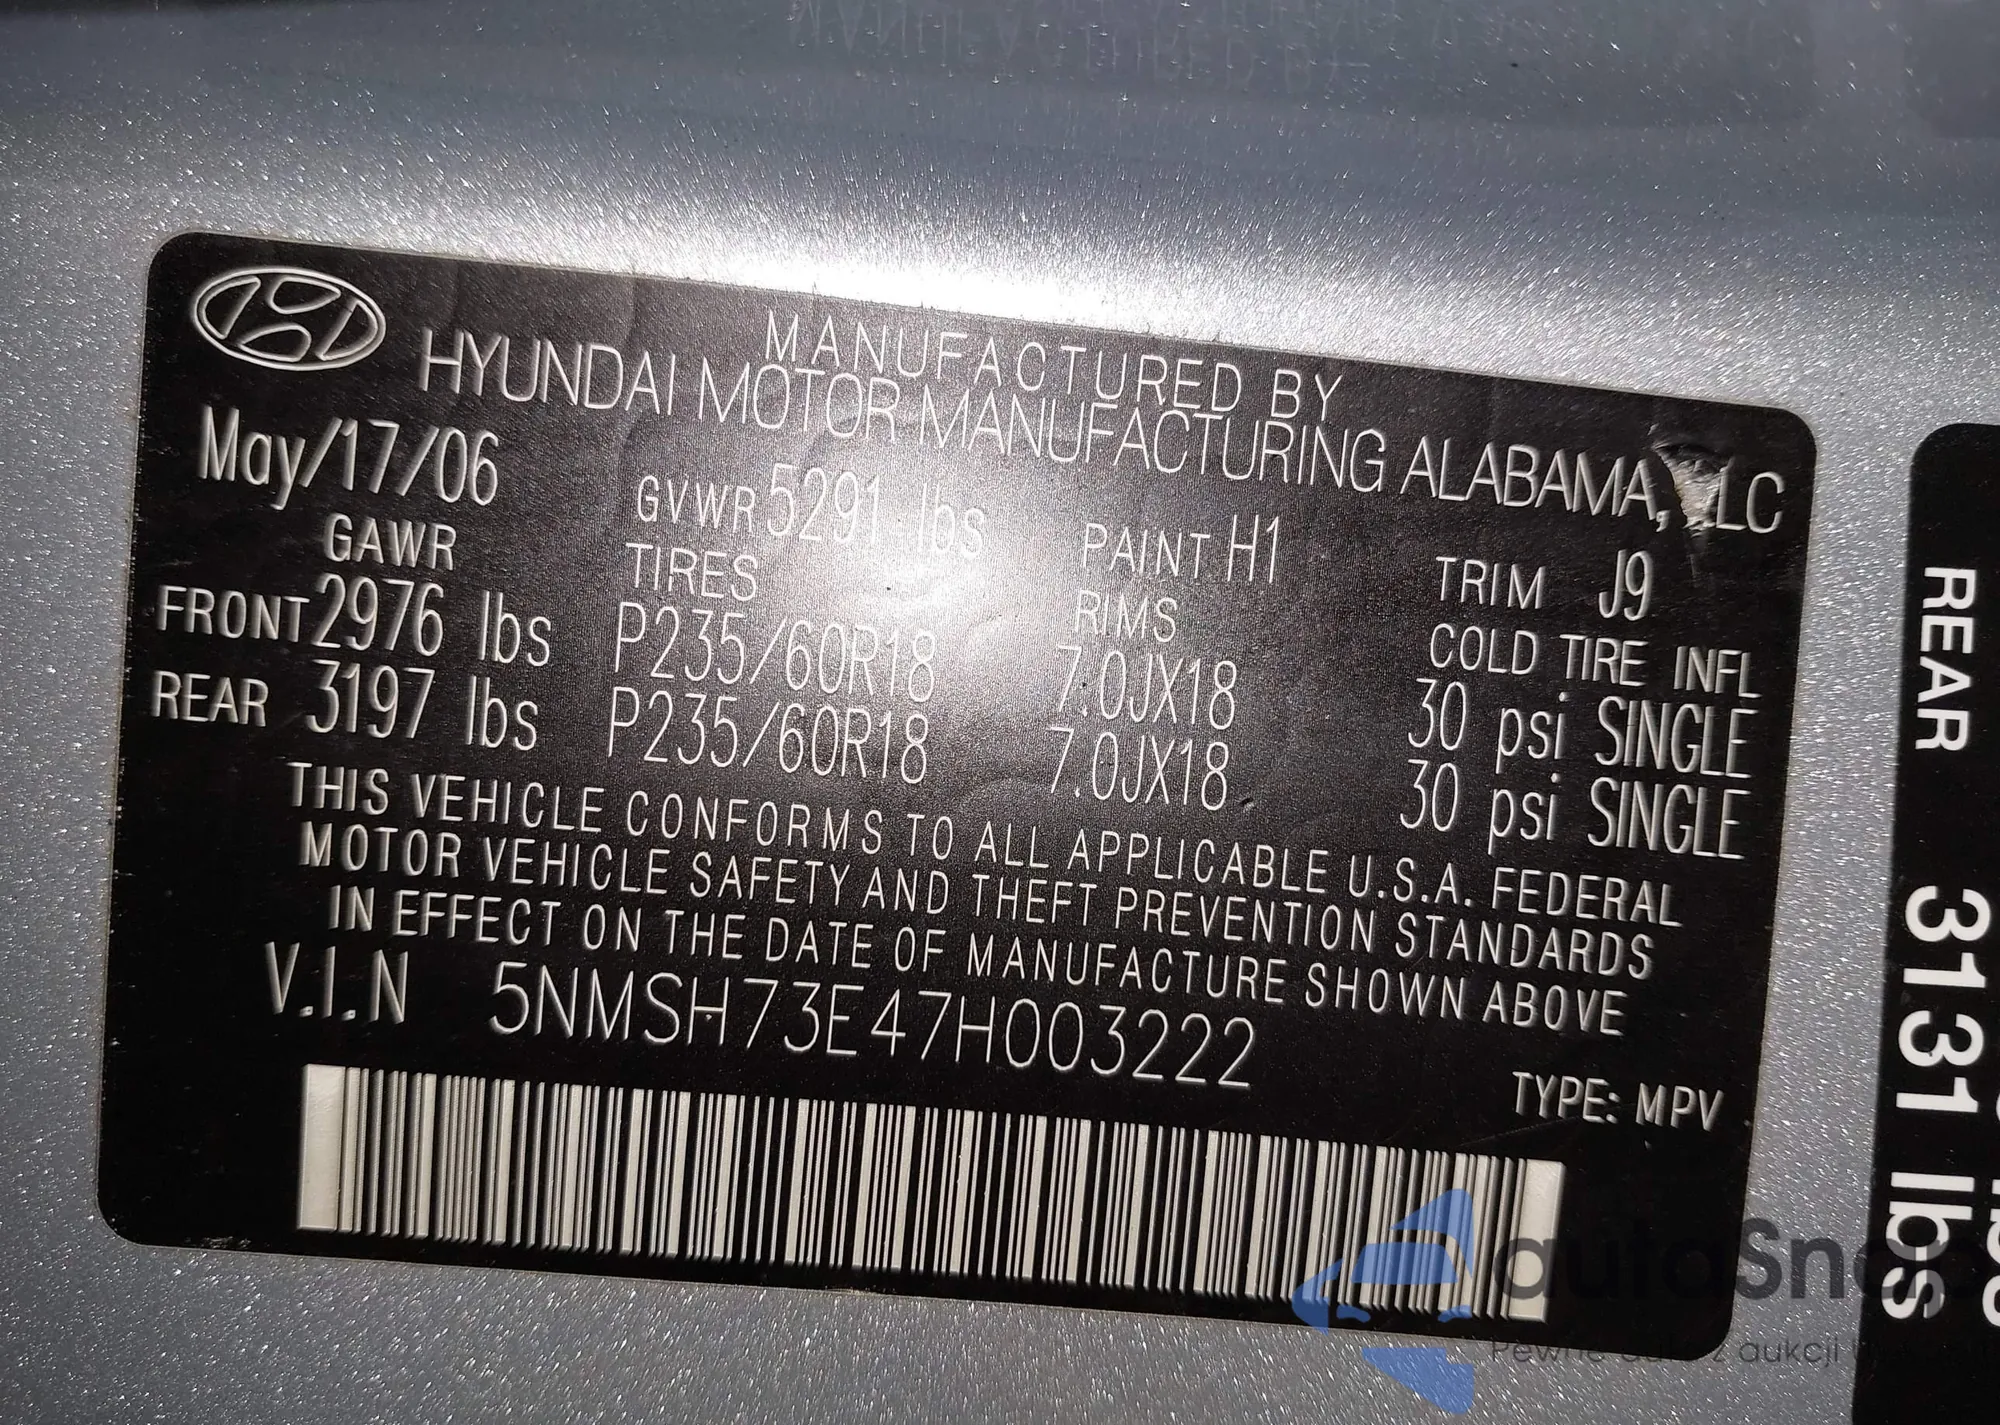 MANUFACTURED BY
HYUNDAI MOTOR MANUFACTURING ALABAMA, LLC
May/17/06 GVWR 5291 lbs PAINT H1 TRIM J9
GAWR TIRES RIMS COLD TIRE INFL
FRONT 2976 lbs P235/60R18 7.0JX18 30 psi SINGLE
REAR 3197 lbs P235/60R18 7.0JX18 30 psi SINGLE
THIS VEHICLE CONFORMS TO ALL APPLICABLE U.S.A. FEDERAL
MOTOR VEHICLE SAFETY AND THEFT PREVENTION STANDARDS
IN EFFECT ON THE DATE OF MANUFACTURE SHOWN ABOVE
V.I.N 5NMSH73E47H003222
TYPE: MPV
REAR 3131 lbs
aukcji